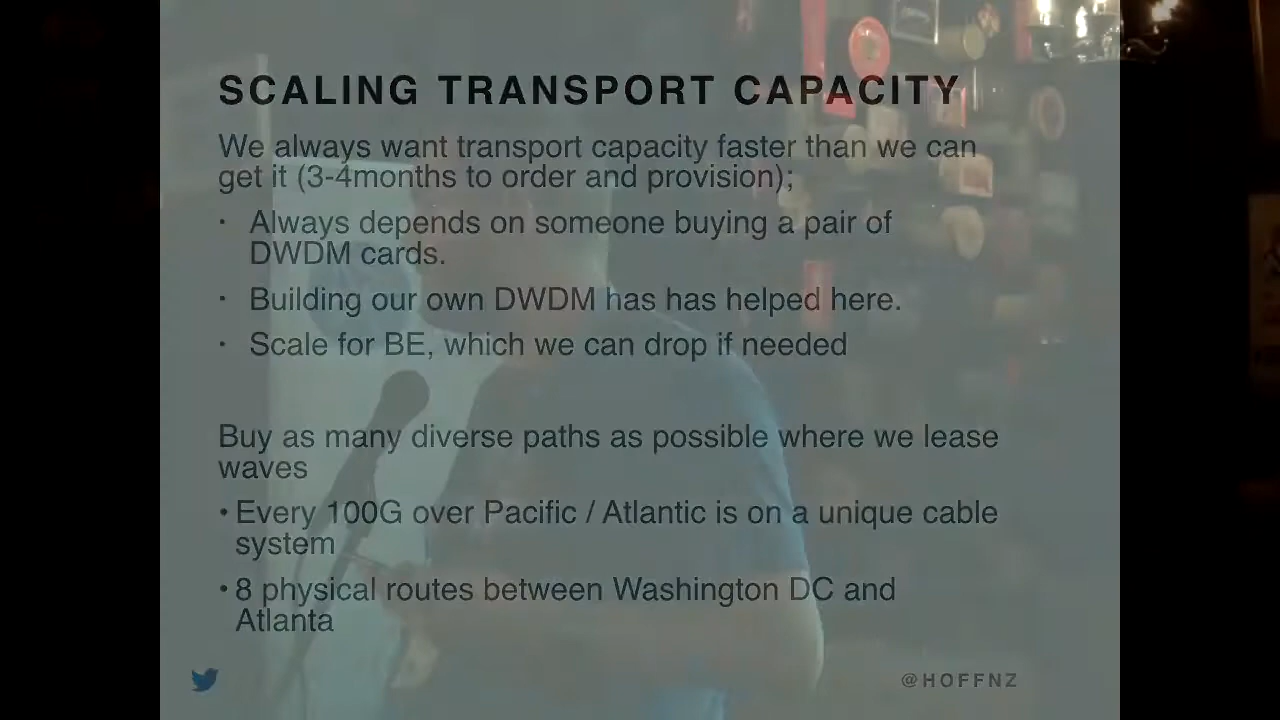 SCALING TRANSPORT CAPACITY
We always want transport capacity faster than we can
get it (3-4months to order and provision);
· Always depends on someone buying a pair of
DWDM cards.
· Building our own DWDM has has helped here.
· Scale for BE, which we can drop if needed
Buy as many diverse paths as possible where we lease
waves
• Every 100G over Pacific / Atlantic is on a unique cable
system
• 8 physical routes between Washington DC and
Atlanta
@HOFFNZ